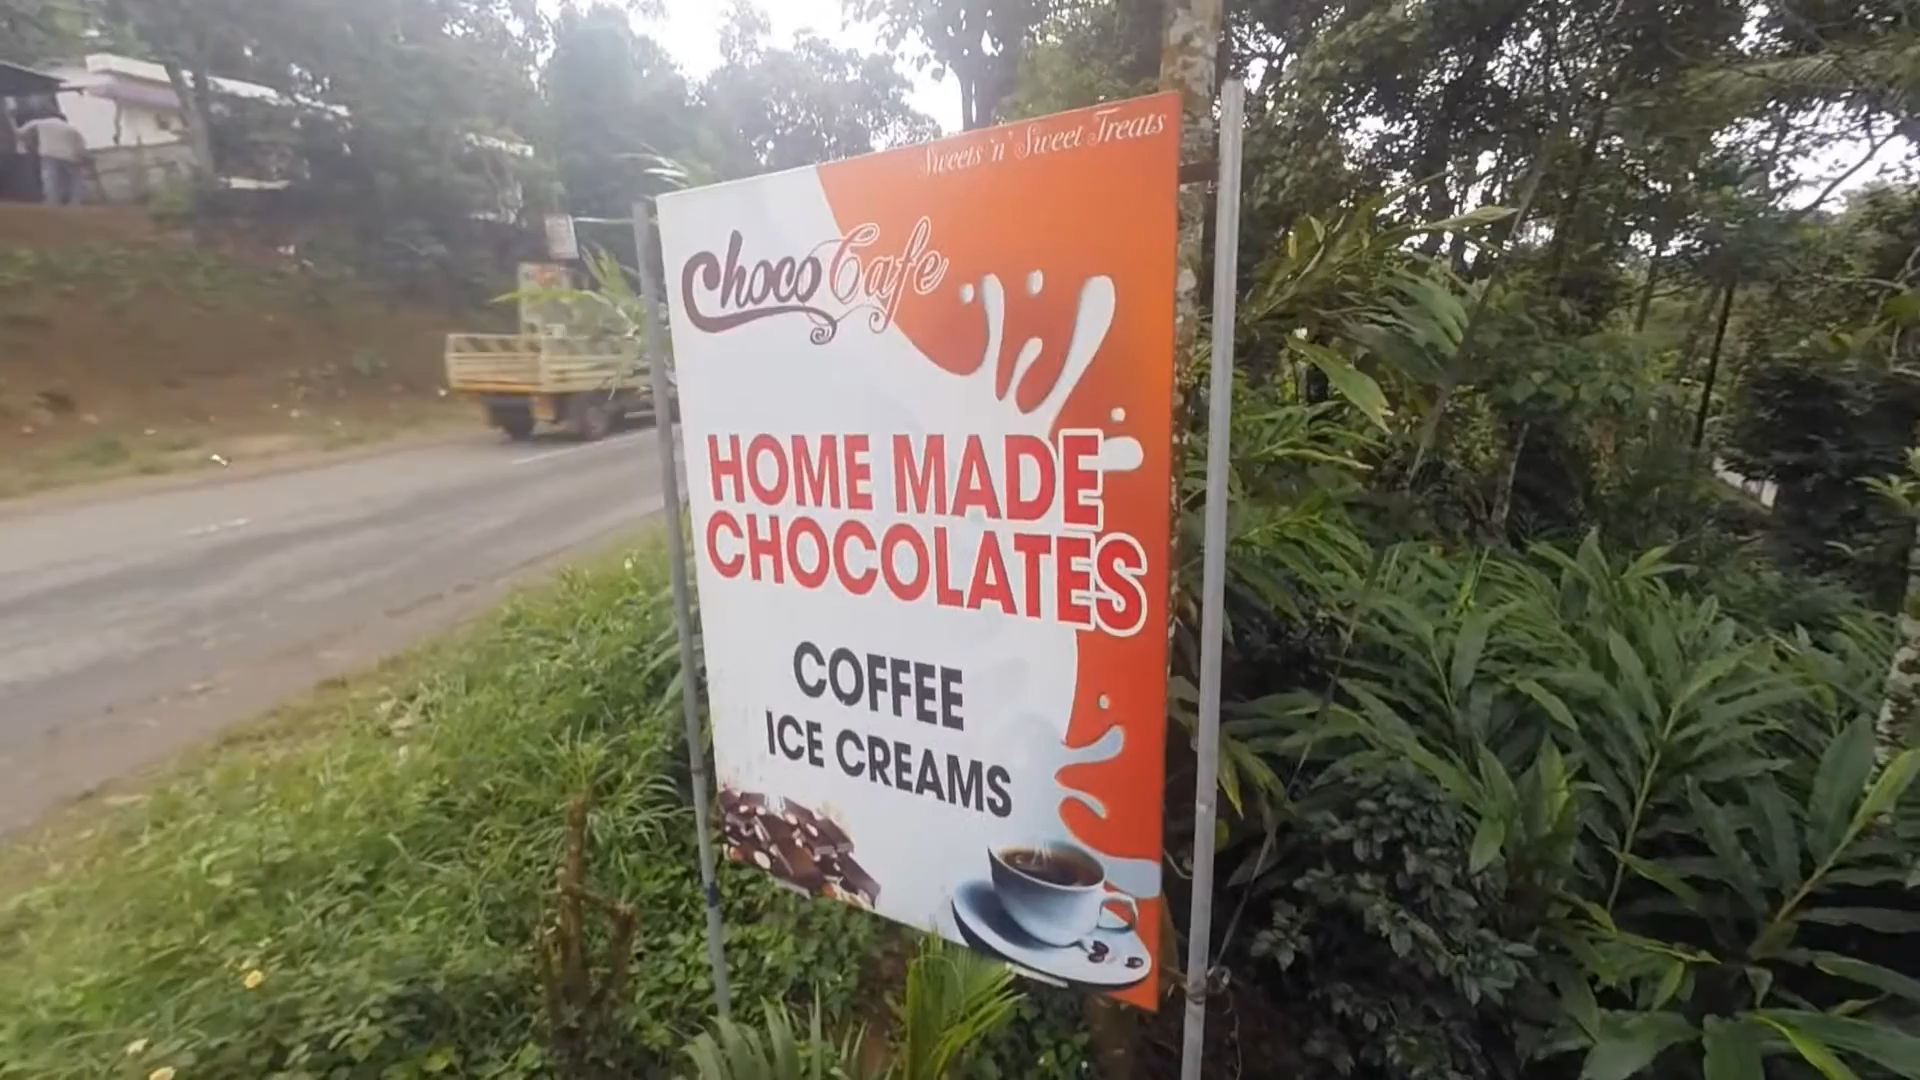 Sweets 'n' Sweet Treats
Choco Cafe
HOME MADE
CHOCOLATES
COFFEE
ICE CREAMS